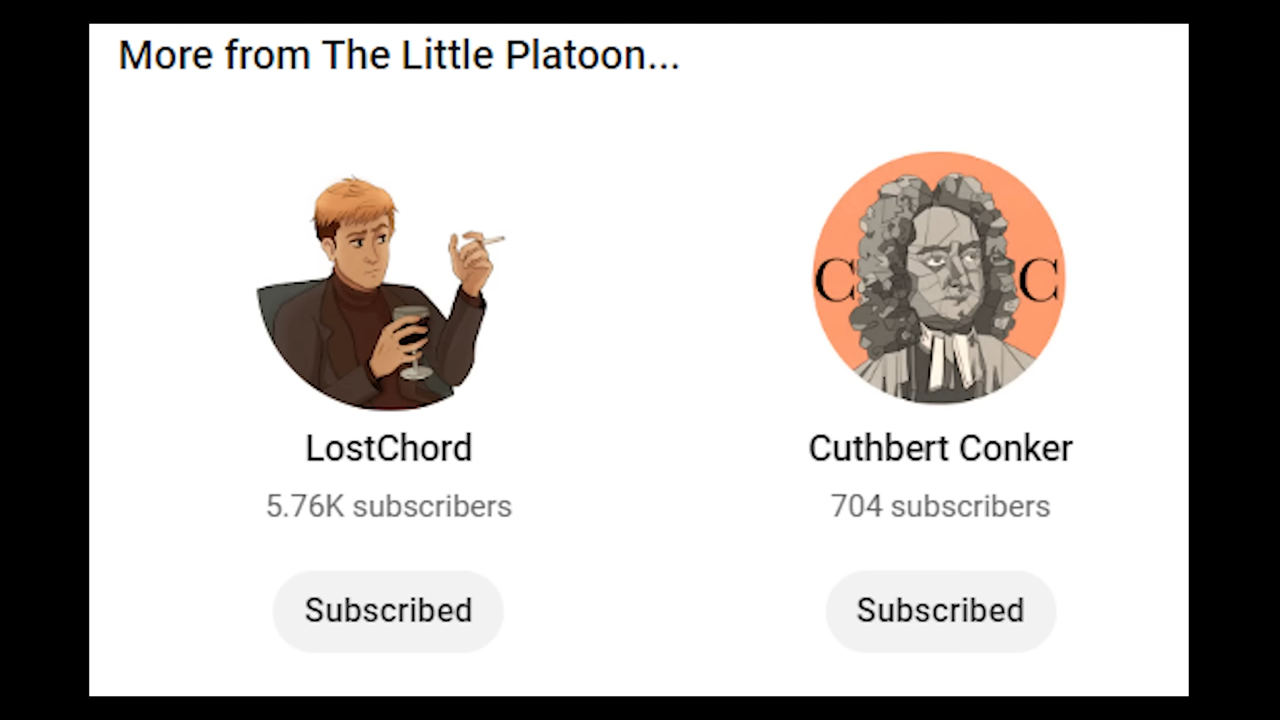 More from The Little Platoon...
C C
LostChord
Cuthbert Conker
5.76K subscribers
704 subscribers
Subscribed
Subscribed